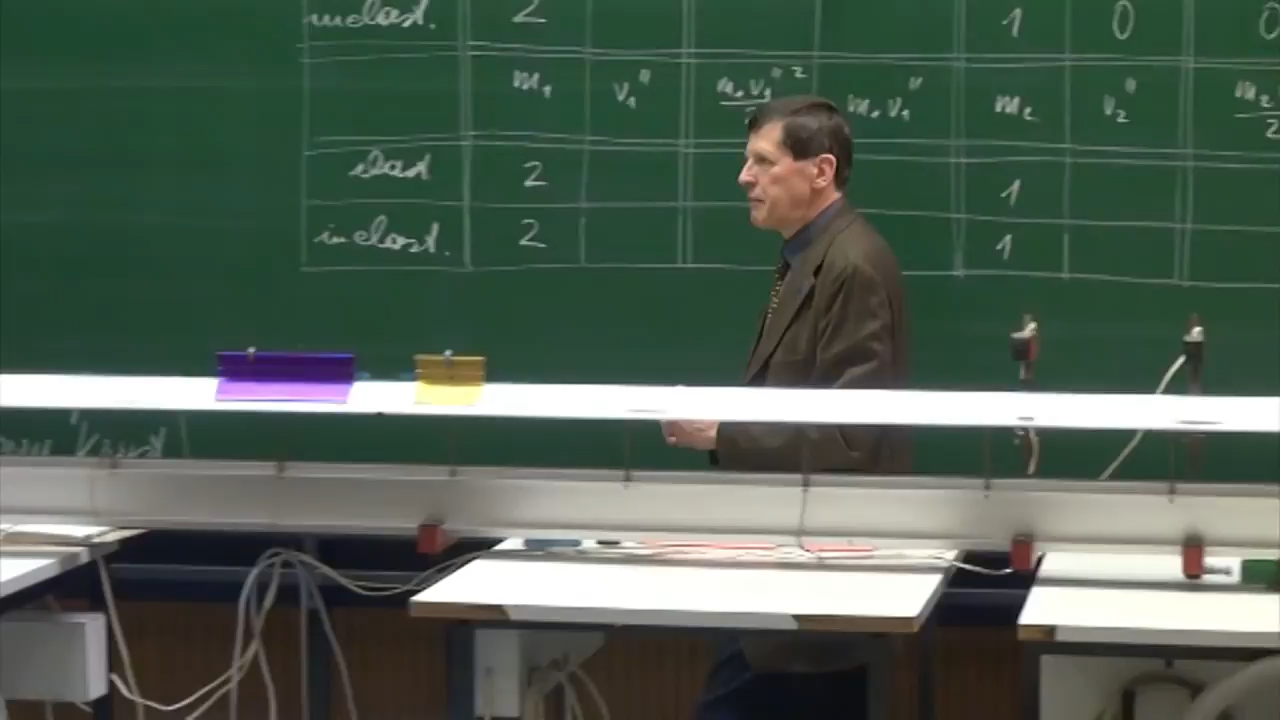 inelast. 2 1 0 0
m₁ v₁" m₁v₁"² m₁v₁" m₂ v₂" m₂ 2
elast 2 1
inelast. 2 1